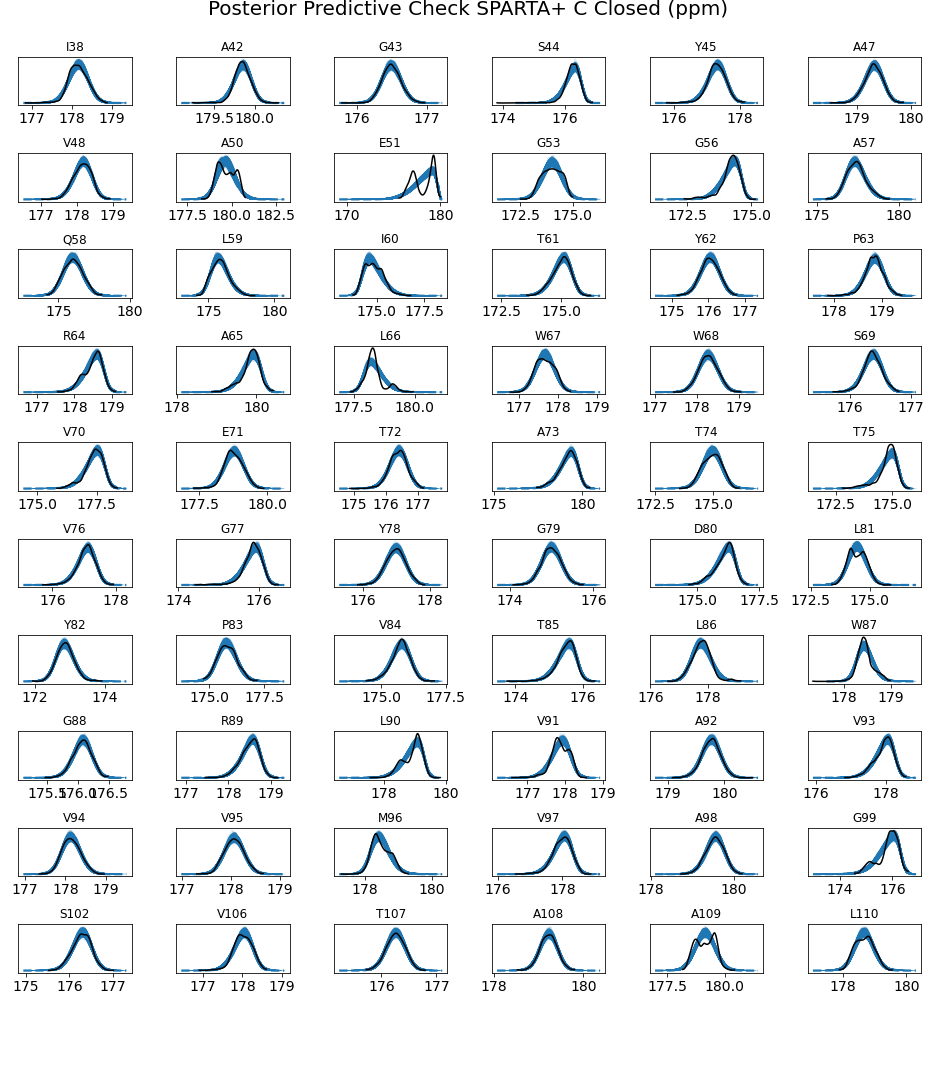 Posterior Predictive Check SPARTA+ C Closed (ppm)
I38 A42 G43 S44 Y45 A47
177 178 179 179.5 180.0 176 177 174 176 176 178 179 180
V48 A50 E51 G53 G56 A57
177 178 179 177.5 180.0 182.5 170 180 172.5 175.0 172.5 175.0 175 180
Q58 L59 I60 T61 Y62 P63
175 180 175 180 175.0 177.5 172.5 175.0 175 176 177 178 179
R64 A65 L66 W67 W68 S69
177 178 179 178 180 177.5 180.0 177 178 179 177 178 179 176 177
V70 E71 T72 A73 T74 T75
175.0 177.5 177.5 180.0 175 176 177 175 180 172.5 175.0 172.5 175.0
V76 G77 Y78 G79 D80 L81
176 178 174 176 176 178 174 176 175.0 177.5 172.5 175.0
Y82 P83 V84 T85 L86 W87
172 174 175.0 177.5 175.0 177.5 174 176 176 178 178 179
G88 R89 L90 V91 A92 V93
175.5 176.0 176.5 177 178 179 178 180 177 178 179 179 180 176 178
V94 V95 M96 V97 A98 G99
177 178 179 177 178 179 178 180 176 178 178 180 174 176
S102 V106 T107 A108 A109 L110
175 176 177 177 178 179 176 177 178 180 177.5 180.0 178 180